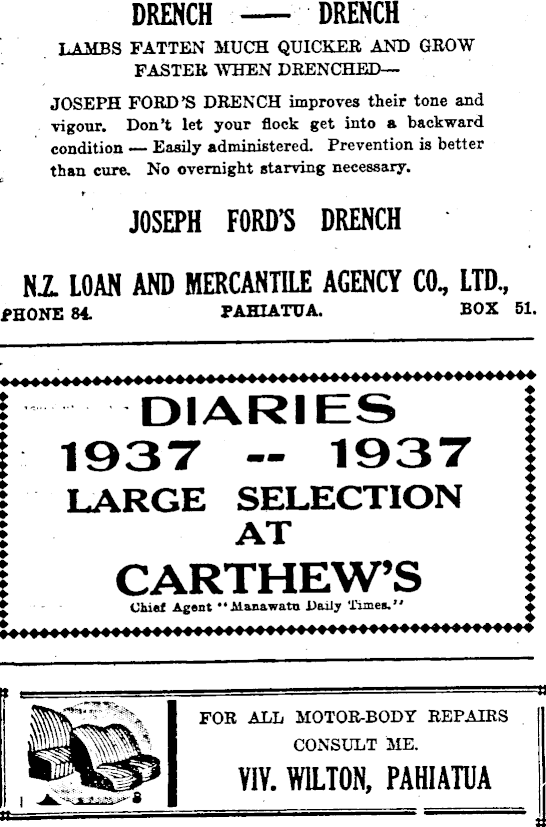 DRENCH — DRENCH
LAMBS FATTEN MUCH QUICKER AND GROW
FASTER WHEN DRENCHED—
JOSEPH FORD'S DRENCH improves their tone and
vigour. Don't let your flock get into a backward
condition — Easily administered. Prevention is better
than cure. No overnight starving necessary.
JOSEPH FORD'S DRENCH
N.Z. LOAN AND MERCANTILE AGENCY CO., LTD.,
PHONE 84. PAHIATUA. BOX 51.
DIARIES
1937 -- 1937
LARGE SELECTION
AT
CARTHEW'S
Chief Agent "Manawatu Daily Times."
FOR ALL MOTOR-BODY REPAIRS
CONSULT ME.
VIV. WILTON, PAHIATUA